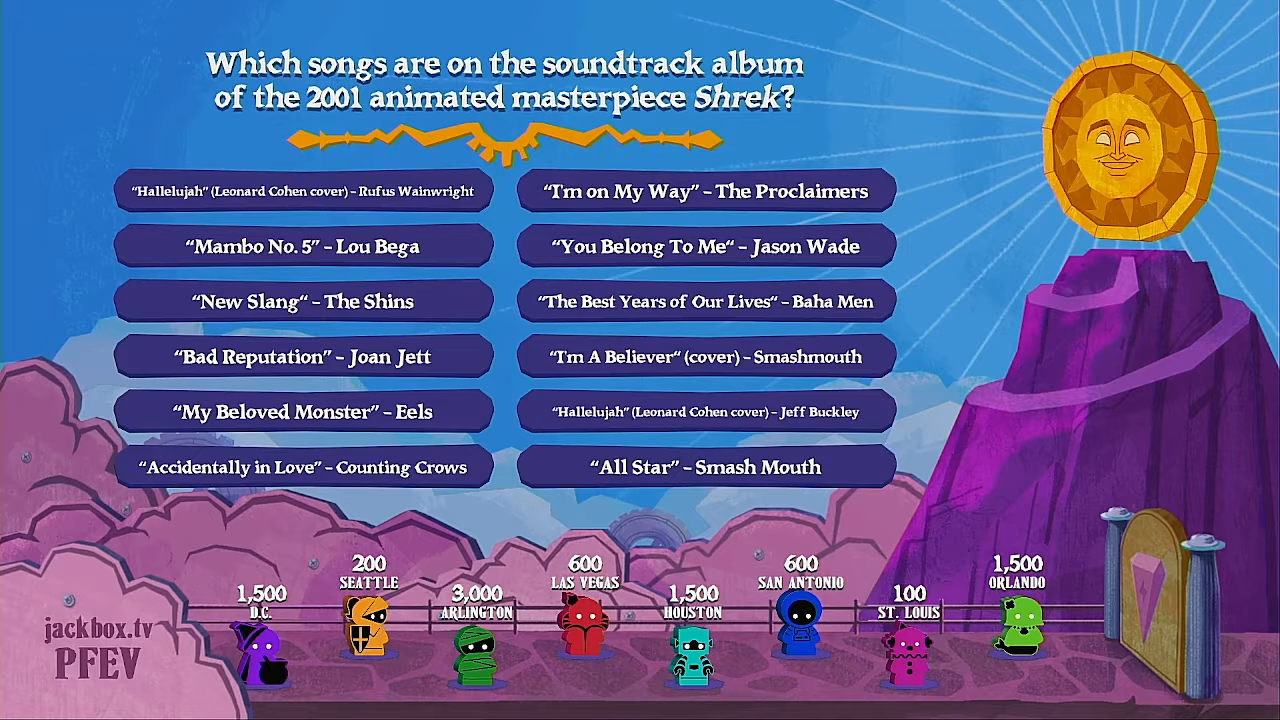 Which songs are on the soundtrack album
of the 2001 animated masterpiece Shrek?
"Hallelujah" (Leonard Cohen cover) – Rufus Wainwright
"I'm on My Way" – The Proclaimers
"Mambo No. 5" – Lou Bega
"You Belong To Me" – Jason Wade
"New Slang" – The Shins
"The Best Years of Our Lives" – Baha Men
"Bad Reputation" – Joan Jett
"I'm A Believer" (cover) – Smashmouth
"My Beloved Monster" – Eels
"Hallelujah" (Leonard Cohen cover) – Jeff Buckley
"Accidentally in Love" – Counting Crows
"All Star" – Smash Mouth
1,500
D.C.
200
SEATTLE
3,000
ARLINGTON
600
LAS VEGAS
1,500
HOUSTON
600
SAN ANTONIO
100
ST. LOUIS
1,500
ORLANDO
jackbox.tv
PFEV